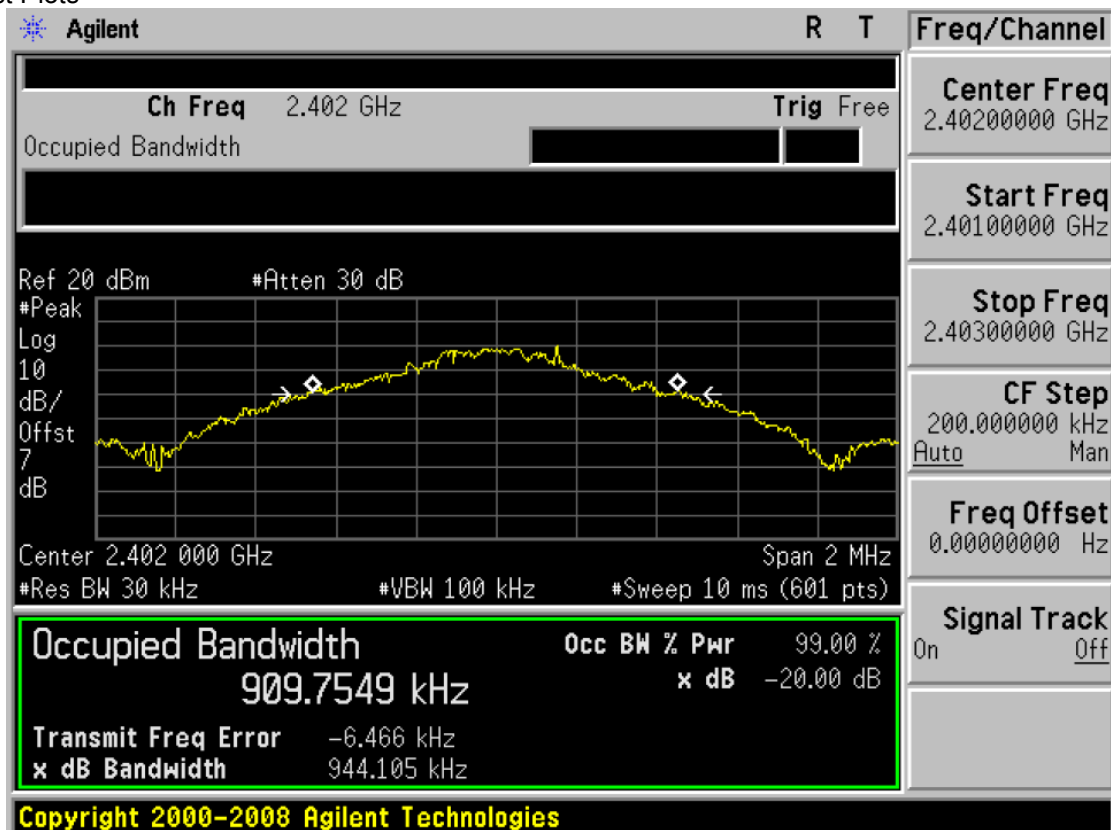 Agilent R T
Ch Freq 2.402 GHz Trig Free
Occupied Bandwidth
Ref 20 dBm #Atten 30 dB
#Peak
Log
10
dB/
Offst
7
dB
Center 2.402 000 GHz Span 2 MHz
#Res BW 30 kHz #VBW 100 kHz #Sweep 10 ms (601 pts)
Occupied Bandwidth Occ BW % Pwr 99.00 %
909.7549 kHz x dB -20.00 dB
Transmit Freq Error -6.466 kHz
x dB Bandwidth 944.105 kHz
Copyright 2000-2008 Agilent Technologies
Freq/Channel
Center Freq
2.40200000 GHz
Start Freq
2.40100000 GHz
Stop Freq
2.40300000 GHz
CF Step
200.000000 kHz
Auto Man
Freq Offset
0.00000000 Hz
Signal Track
On Off